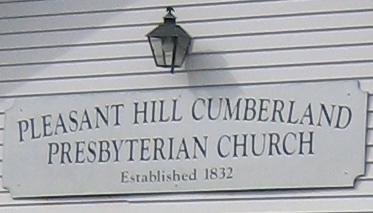 PLEASANT HILL CUMBERLAND
PRESBYTERIAN CHURCH
Established 1832